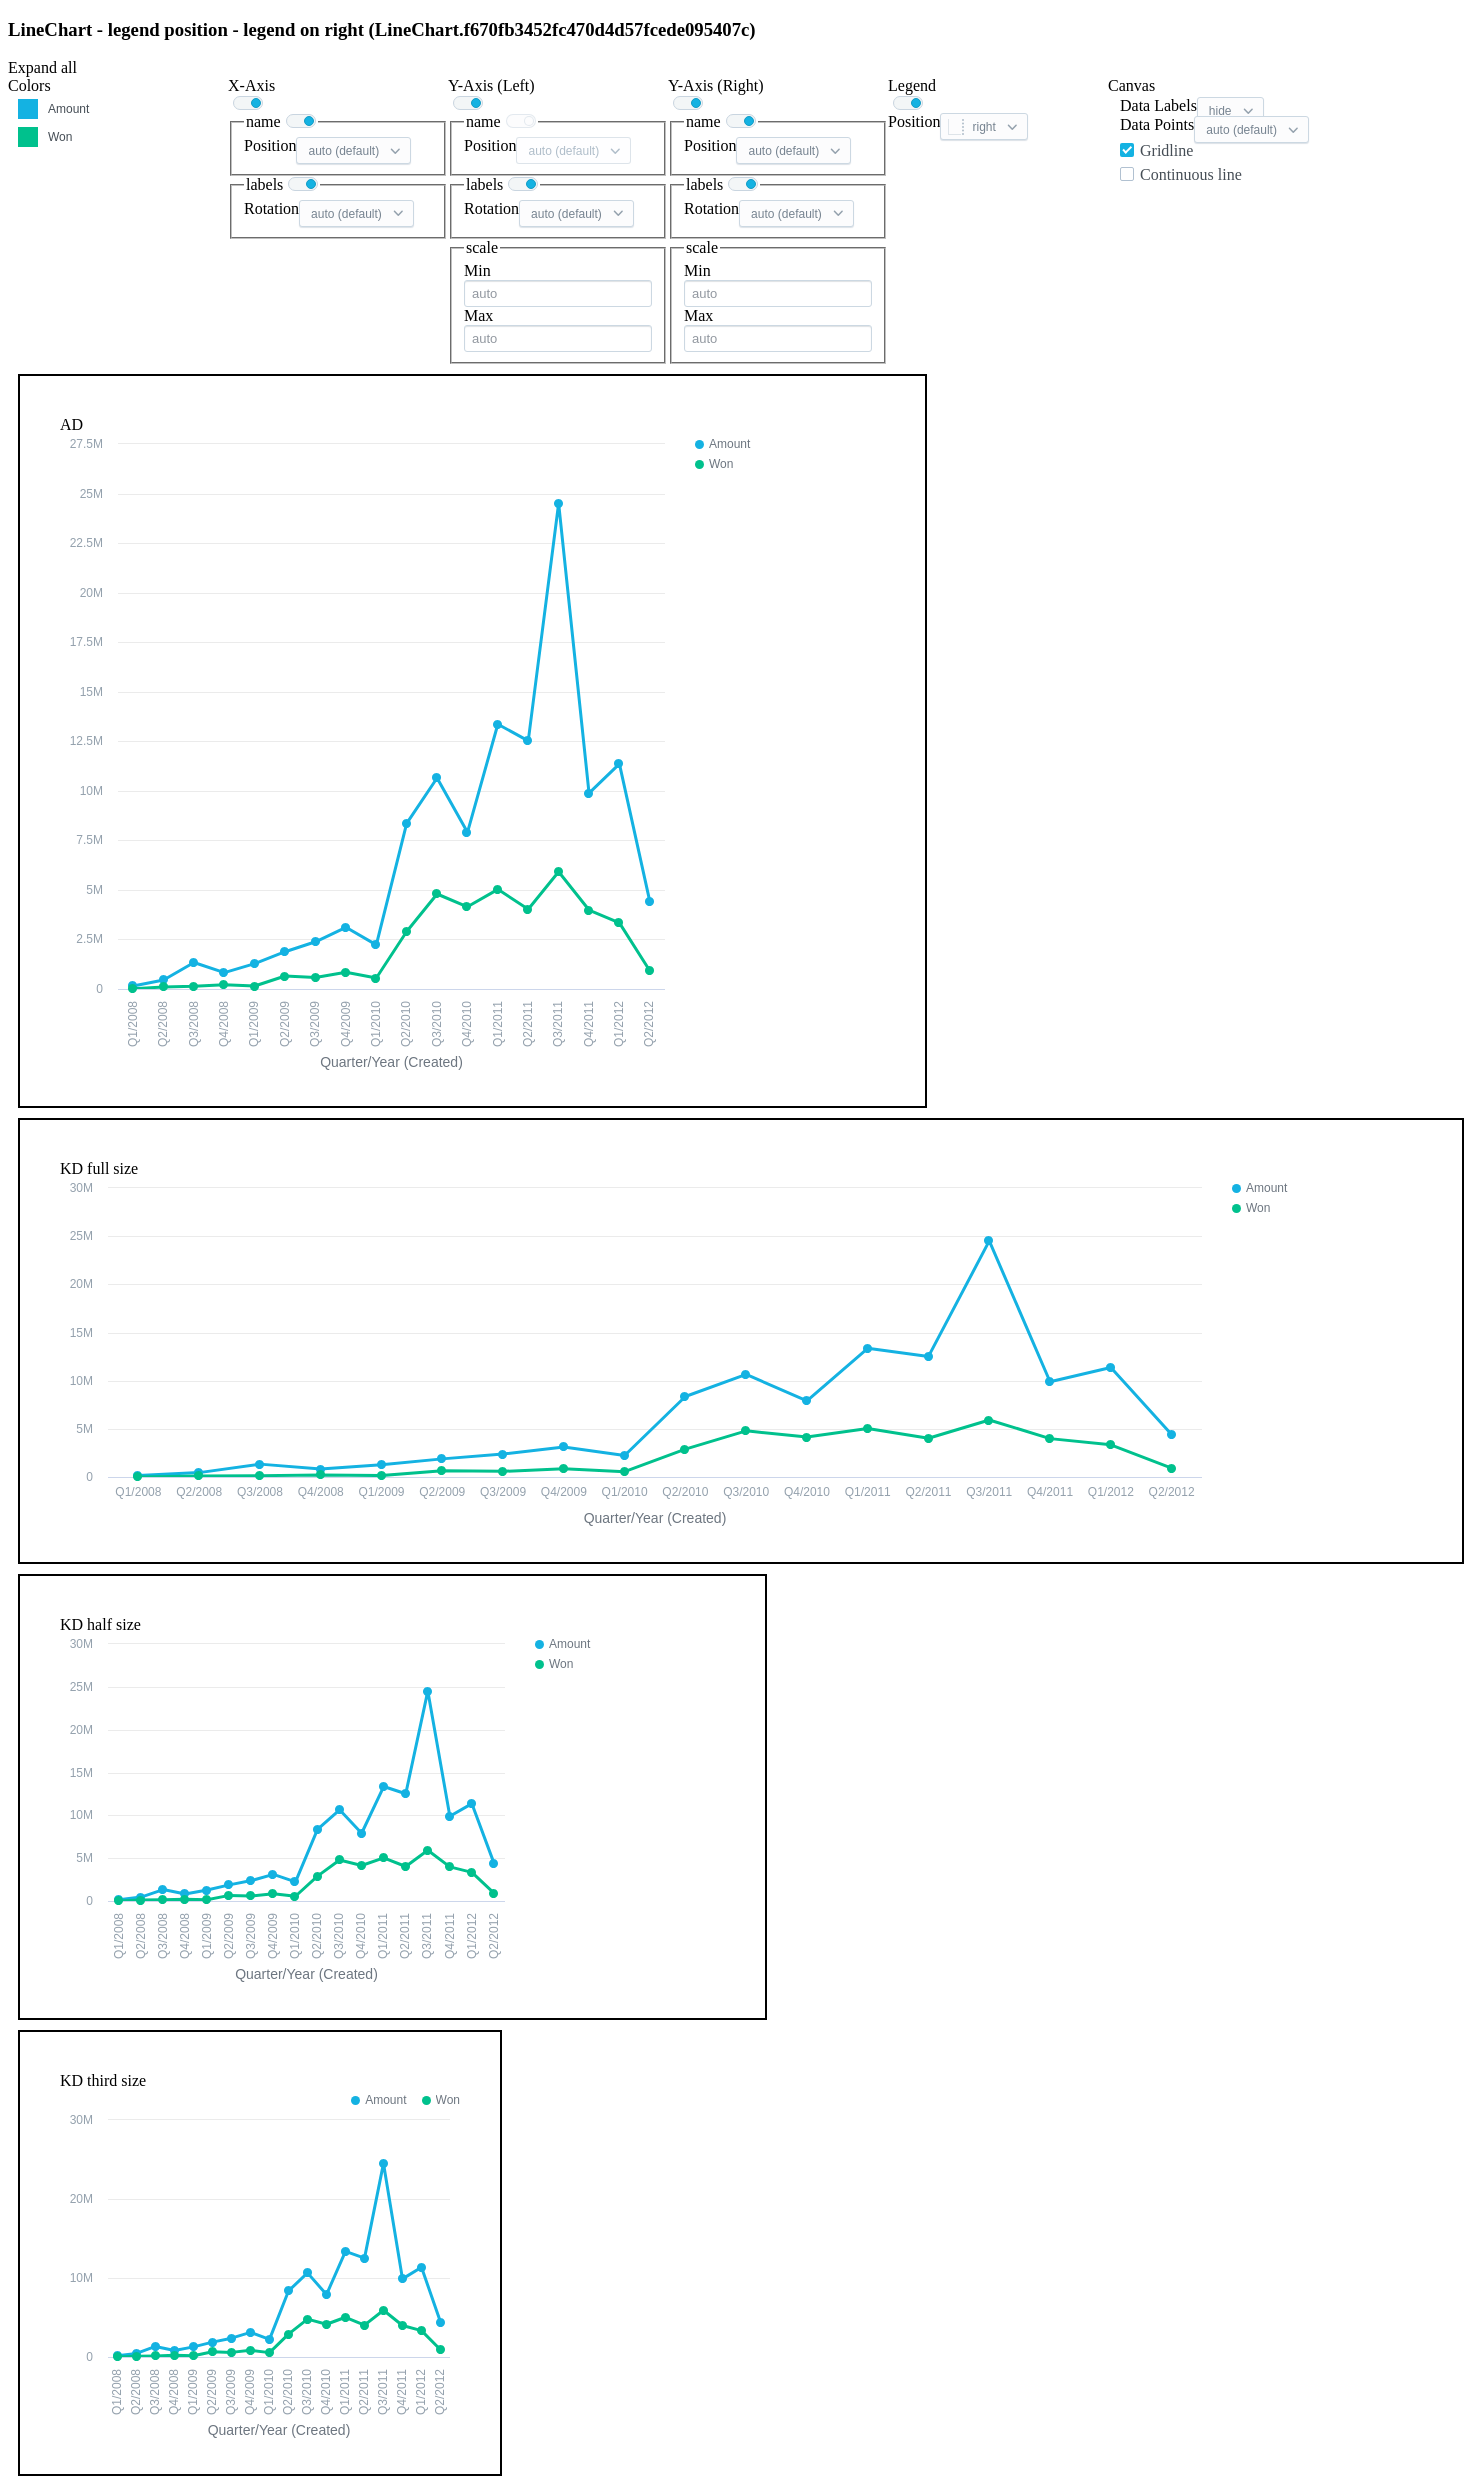 LineChart - legend position - legend on right (LineChart.f670fb3452fc470d4d57fcede095407c)
Expand all
Colors
Amount
Won
X-Axis
name
Position auto (default)
labels
Rotation auto (default)
Y-Axis (Left)
name
Position auto (default)
labels
Rotation auto (default)
scale
Min
auto
Max
auto
Y-Axis (Right)
name
Position auto (default)
labels
Rotation auto (default)
scale
Min
auto
Max
auto
Legend
Position right
Canvas
Data Labels hide
Data Points auto (default)
Gridline
Continuous line
AD
27.5M
25M
22.5M
20M
17.5M
15M
12.5M
10M
7.5M
5M
2.5M
0
Q1/2008 Q2/2008 Q3/2008 Q4/2008 Q1/2009 Q2/2009 Q3/2009 Q4/2009 Q1/2010 Q2/2010 Q3/2010 Q4/2010 Q1/2011 Q2/2011 Q3/2011 Q4/2011 Q1/2012 Q2/2012
Quarter/Year (Created)
Amount
Won
KD full size
30M
25M
20M
15M
10M
5M
0
Q1/2008 Q2/2008 Q3/2008 Q4/2008 Q1/2009 Q2/2009 Q3/2009 Q4/2009 Q1/2010 Q2/2010 Q3/2010 Q4/2010 Q1/2011 Q2/2011 Q3/2011 Q4/2011 Q1/2012 Q2/2012
Quarter/Year (Created)
Amount
Won
KD half size
30M
25M
20M
15M
10M
5M
0
Q1/2008 Q2/2008 Q3/2008 Q4/2008 Q1/2009 Q2/2009 Q3/2009 Q4/2009 Q1/2010 Q2/2010 Q3/2010 Q4/2010 Q1/2011 Q2/2011 Q3/2011 Q4/2011 Q1/2012 Q2/2012
Quarter/Year (Created)
Amount
Won
KD third size
Amount Won
30M
20M
10M
0
Q1/2008 Q2/2008 Q3/2008 Q4/2008 Q1/2009 Q2/2009 Q3/2009 Q4/2009 Q1/2010 Q2/2010 Q3/2010 Q4/2010 Q1/2011 Q2/2011 Q3/2011 Q4/2011 Q1/2012 Q2/2012
Quarter/Year (Created)